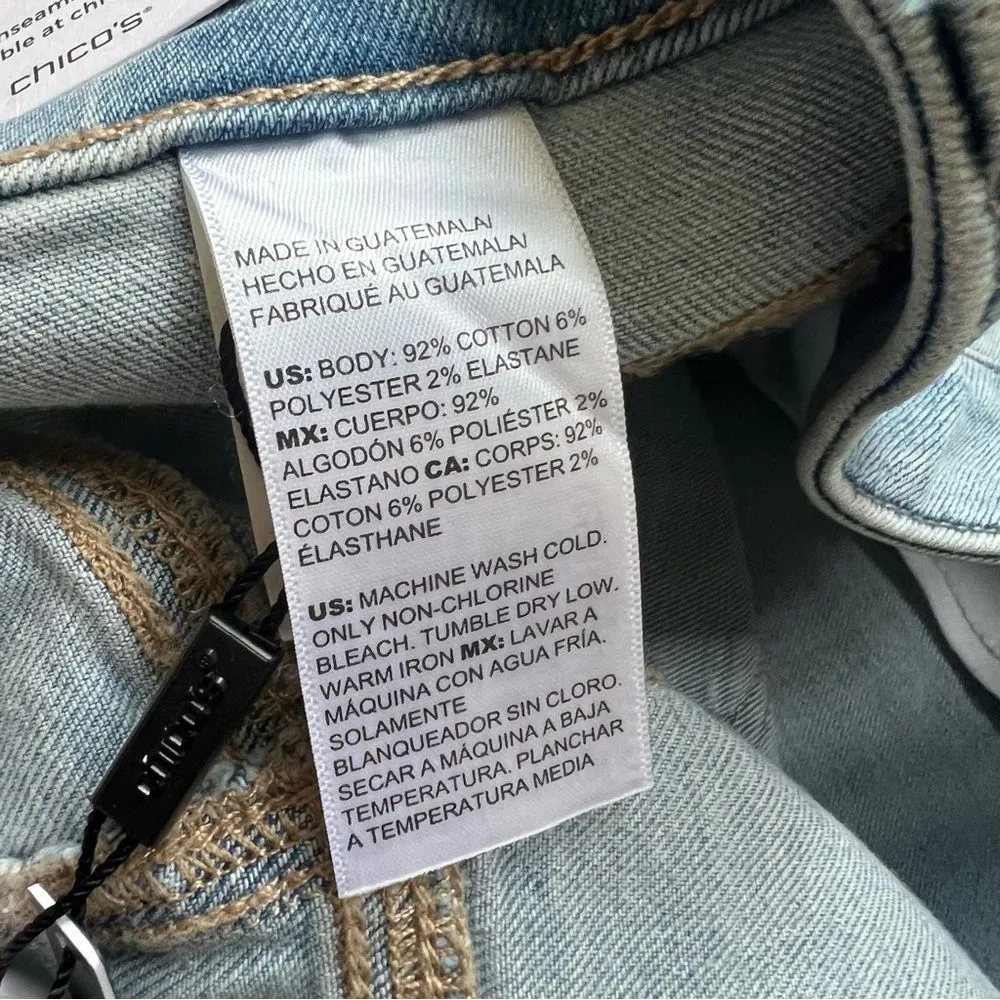 ble at
chico's®
MADE IN GUATEMALA/
HECHO EN GUATEMALA/
FABRIQUÉ AU GUATEMALA
US: BODY: 92% COTTON 6%
POLYESTER 2% ELASTANE
MX: CUERPO: 92%
ALGODÓN 6% POLIÉSTER 2%
ELASTANO CA: CORPS: 92%
COTON 6% POLYESTER 2%
ÉLASTHANE
US: MACHINE WASH COLD.
ONLY NON-CHLORINE
BLEACH. TUMBLE DRY LOW.
WARM IRON MX: LAVAR A
MÁQUINA CON AGUA FRÍA.
SOLAMENTE
BLANQUEADOR SIN CLORO.
SECAR A MÁQUINA A BAJA
TEMPERATURA. PLANCHAR
A TEMPERATURA MEDIA
chico's®